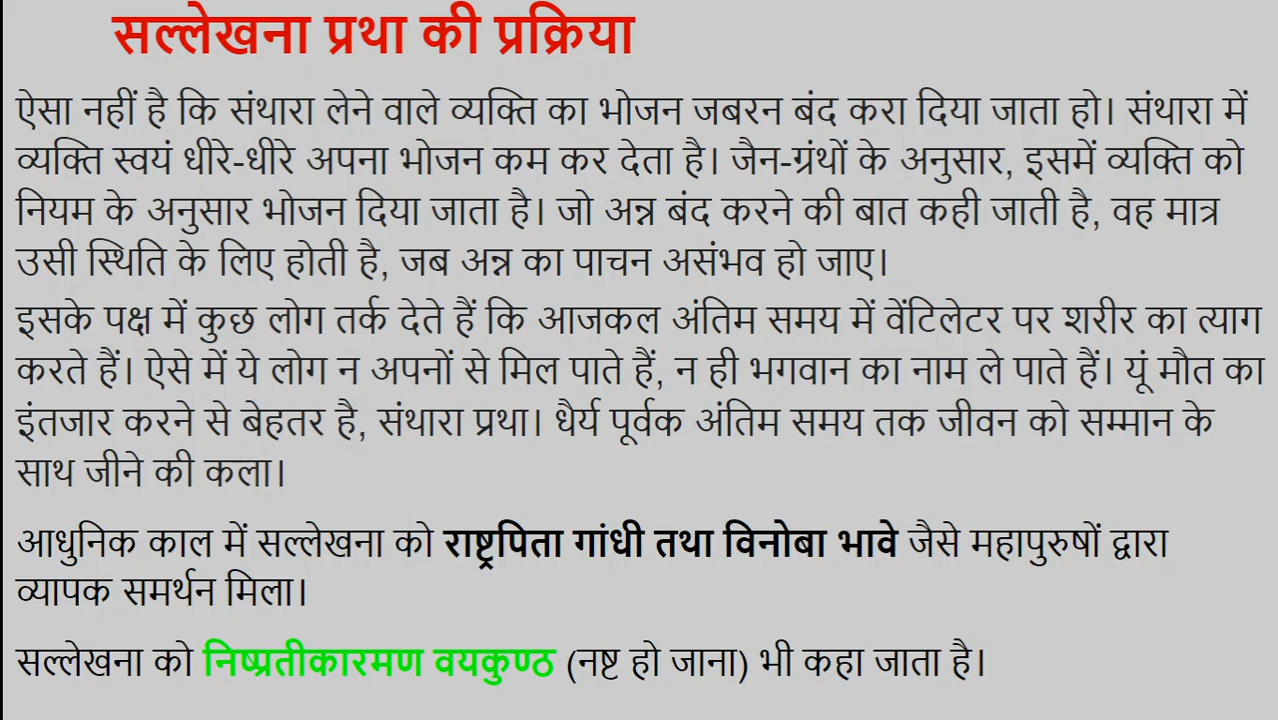 सल्लेखना प्रथा की प्रक्रिया
ऐसा नहीं है कि संथारा लेने वाले व्यक्ति का भोजन जबरन बंद करा दिया जाता हो। संथारा में
व्यक्ति स्वयं धीरे-धीरे अपना भोजन कम कर देता है। जैन-ग्रंथों के अनुसार, इसमें व्यक्ति को
नियम के अनुसार भोजन दिया जाता है। जो अन्न बंद करने की बात कही जाती है, वह मात्र
उसी स्थिति के लिए होती है, जब अन्न का पाचन असंभव हो जाए।
इसके पक्ष में कुछ लोग तर्क देते हैं कि आजकल अंतिम समय में वेंटिलेटर पर शरीर का त्याग
करते हैं। ऐसे में ये लोग न अपनों से मिल पाते हैं, न ही भगवान का नाम ले पाते हैं। यूं मौत का
इंतजार करने से बेहतर है, संथारा प्रथा। धैर्य पूर्वक अंतिम समय तक जीवन को सम्मान के
साथ जीने की कला।
आधुनिक काल में सल्लेखना को राष्ट्रपिता गांधी तथा विनोबा भावे जैसे महापुरुषों द्वारा
व्यापक समर्थन मिला।
सल्लेखना को निष्प्रतीकारमण वयकुण्ठ (नष्ट हो जाना) भी कहा जाता है।